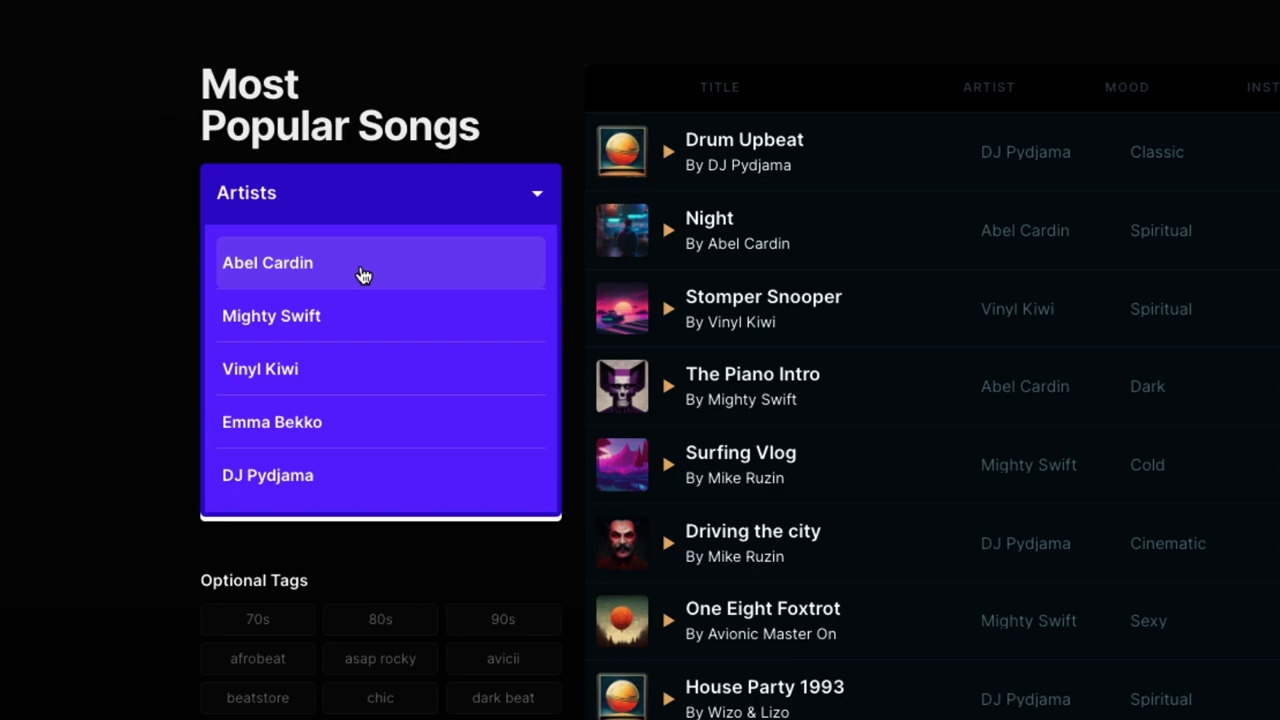 Most
Popular Songs
Artists
Abel Cardin
Mighty Swift
Vinyl Kiwi
Emma Bekko
DJ Pydjama
Optional Tags
70s 80s 90s
afrobeat asap rocky avicii
beatstore chic dark beat
TITLE ARTIST MOOD INST
Drum Upbeat
By DJ Pydjama
DJ Pydjama Classic
Night
By Abel Cardin
Abel Cardin Spiritual
Stomper Snooper
By Vinyl Kiwi
Vinyl Kiwi Spiritual
The Piano Intro
By Mighty Swift
Abel Cardin Dark
Surfing Vlog
By Mike Ruzin
Mighty Swift Cold
Driving the city
By Mike Ruzin
DJ Pydjama Cinematic
One Eight Foxtrot
By Avionic Master On
Mighty Swift Sexy
House Party 1993
By Wizo & Lizo
DJ Pydjama Spiritual